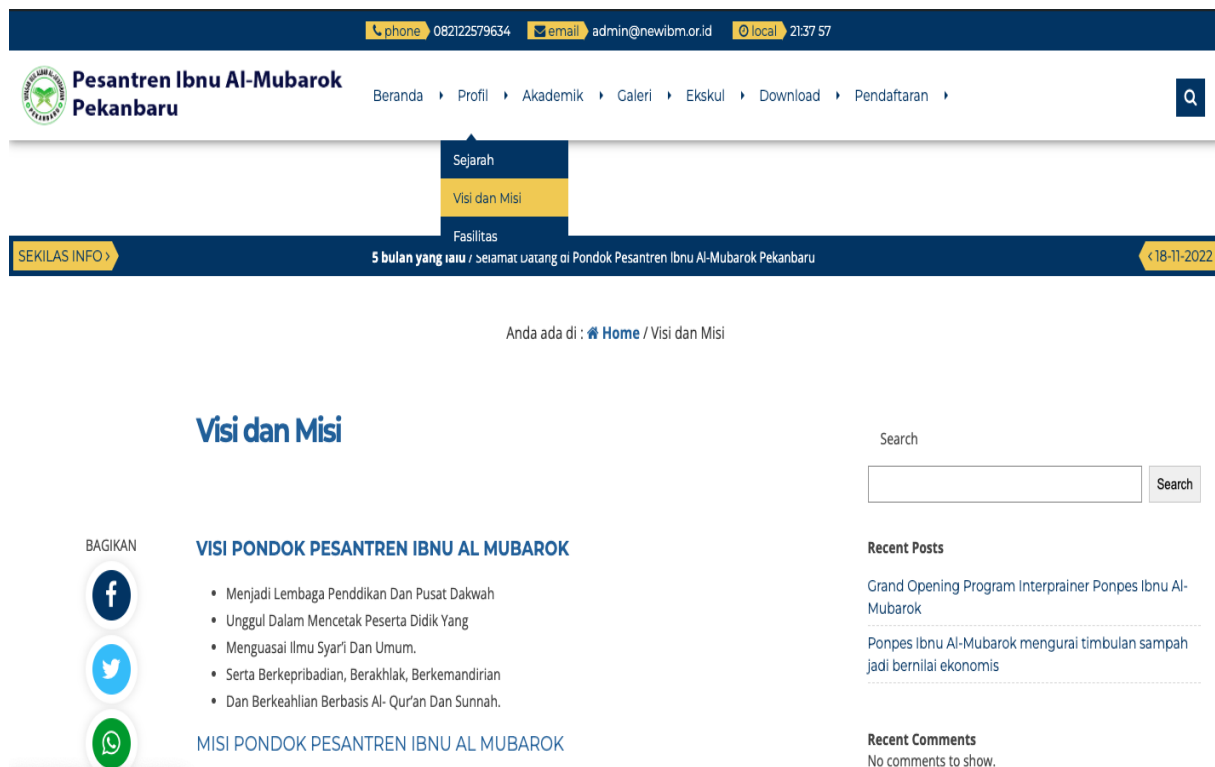 phone 082122579634 email admin@newibm.or.id local 21:37 57
Pesantren Ibnu Al-Mubarok
Pekanbaru
Beranda Profil Akademik Galeri Ekskul Download Pendaftaran
Sejarah
Visi dan Misi
Fasilitas
SEKILAS INFO > 5 bulan yang lalu / Selamat Datang di Pondok Pesantren Ibnu Al-Mubarok Pekanbaru < 18-11-2022
Anda ada di : Home / Visi dan Misi
Visi dan Misi
BAGIKAN
VISI PONDOK PESANTREN IBNU AL MUBAROK
• Menjadi Lembaga Penddikan Dan Pusat Dakwah
• Unggul Dalam Mencetak Peserta Didik Yang
• Menguasai Ilmu Syar'i Dan Umum.
• Serta Berkepribadian, Berakhlak, Berkemandirian
• Dan Berkeahlian Berbasis Al- Qur'an Dan Sunnah.
MISI PONDOK PESANTREN IBNU AL MUBAROK
Search
Search
Recent Posts
Grand Opening Program Interprainer Ponpes Ibnu Al-
Mubarok
Ponpes Ibnu Al-Mubarok mengurai timbulan sampah
jadi bernilai ekonomis
Recent Comments
No comments to show.